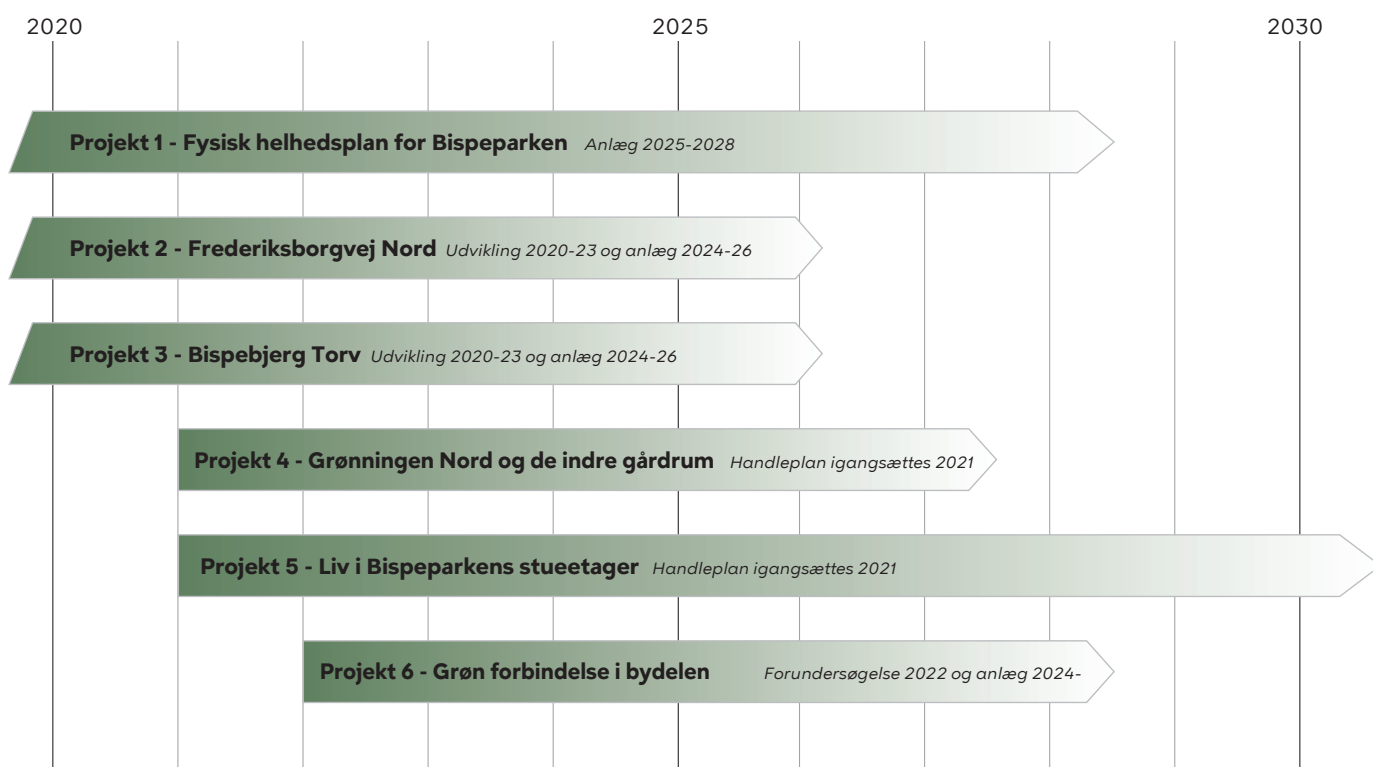 2020 2025 2030
Projekt 1 - Fysisk helhedsplan for Bispeparken Anlæg 2025-2028
Projekt 2 - Frederiksborgvej Nord Udvikling 2020-23 og anlæg 2024-26
Projekt 3 - Bispebjerg Torv Udvikling 2020-23 og anlæg 2024-26
Projekt 4 - Grønningen Nord og de indre gårdrum Handleplan igangsættes 2021
Projekt 5 - Liv i Bispeparkens stueetager Handleplan igangsættes 2021
Projekt 6 - Grøn forbindelse i bydelen Forundersøgelse 2022 og anlæg 2024-